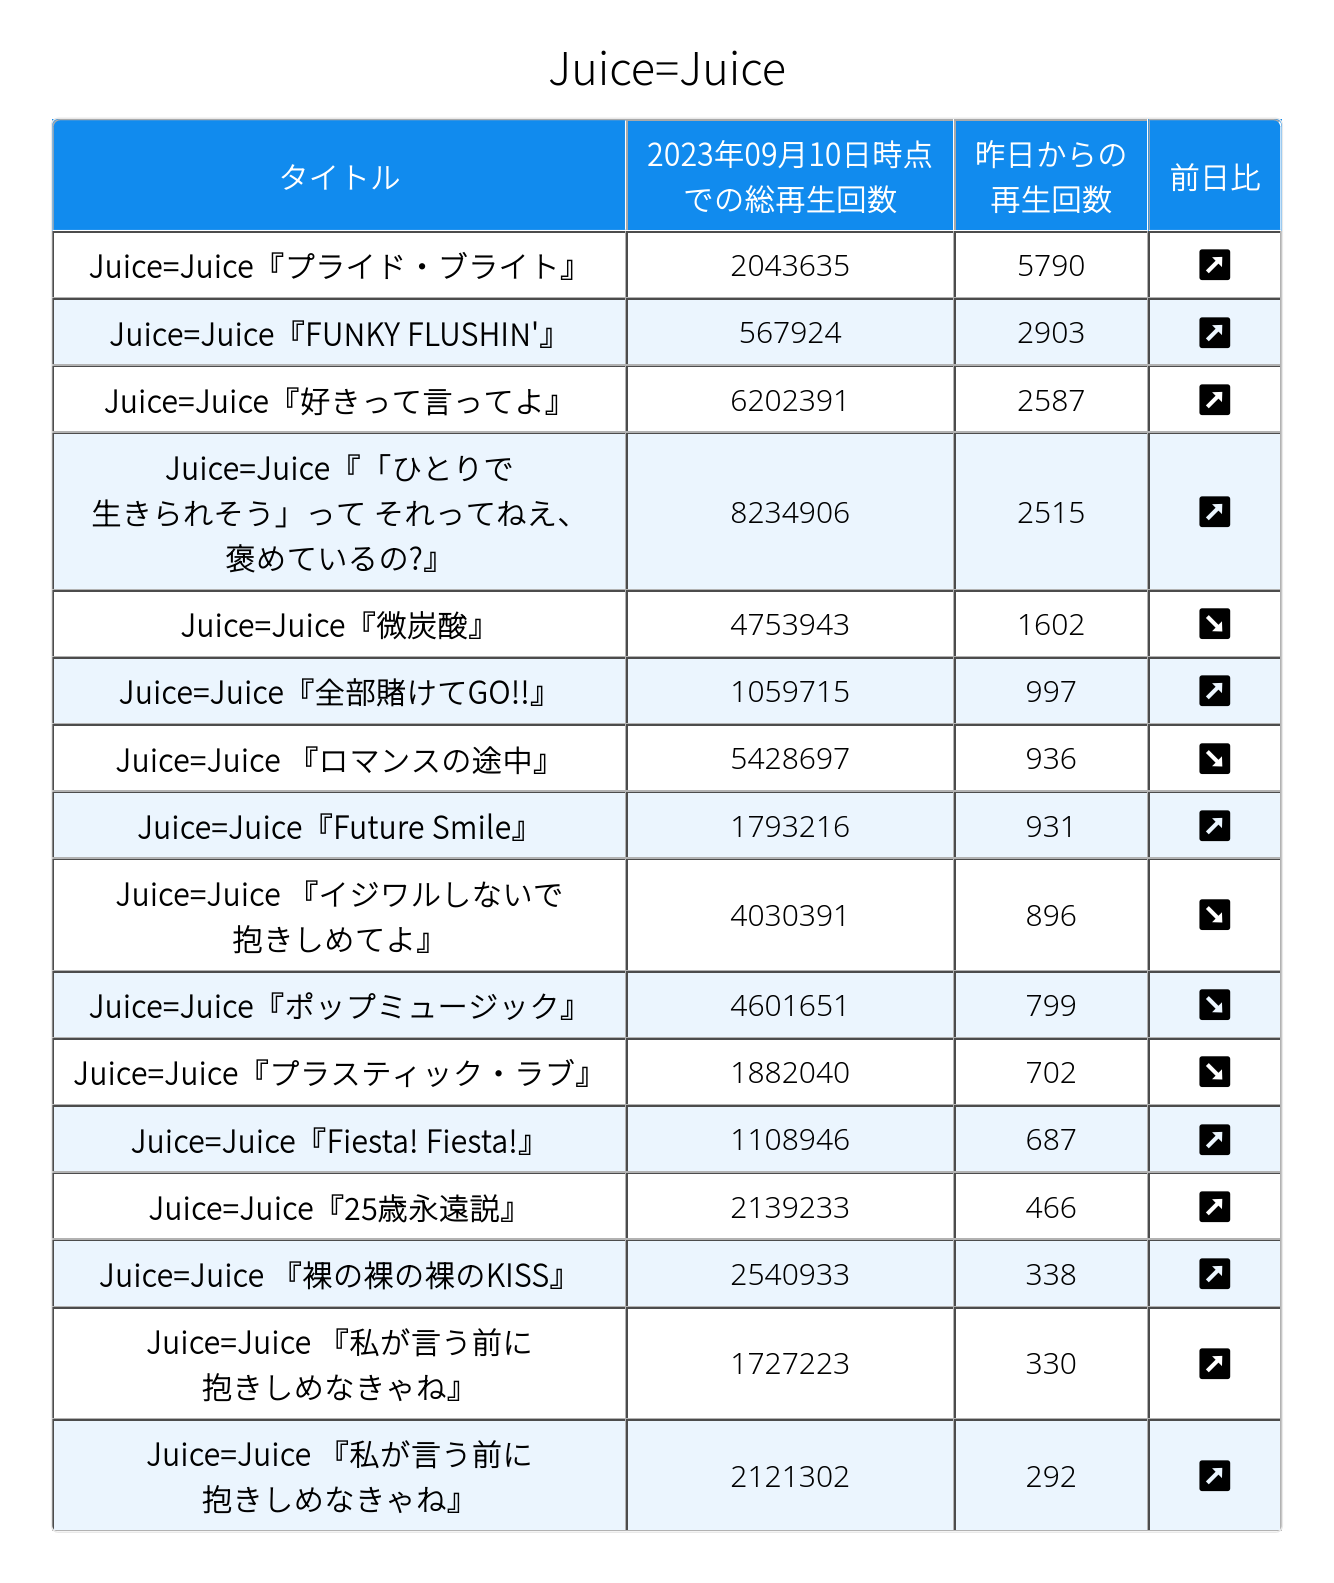 Juice=Juice
タイトル
2023年09月10日時点
での総再生回数
昨日からの
再生回数
前日比
Juice=Juice『プライド・ブライト』 2043635 5790
Juice=Juice『FUNKY FLUSHIN'』 567924 2903
Juice=Juice『好きって言ってよ』 6202391 2587
Juice=Juice『「ひとりで
生きられそう」って それってねえ、
褒めているの?』
8234906 2515
Juice=Juice『微炭酸』 4753943 1602
Juice=Juice『全部賭けてGO!!』 1059715 997
Juice=Juice 『ロマンスの途中』 5428697 936
Juice=Juice『Future Smile』 1793216 931
Juice=Juice 『イジワルしないで
抱きしめてよ』
4030391 896
Juice=Juice『ポップミュージック』 4601651 799
Juice=Juice『プラスティック・ラブ』 1882040 702
Juice=Juice『Fiesta! Fiesta!』 1108946 687
Juice=Juice『25歳永遠説』 2139233 466
Juice=Juice 『裸の裸の裸のKISS』 2540933 338
Juice=Juice 『私が言う前に
抱きしめなきゃね』
1727223 330
Juice=Juice 『私が言う前に
抱きしめなきゃね』
2121302 292